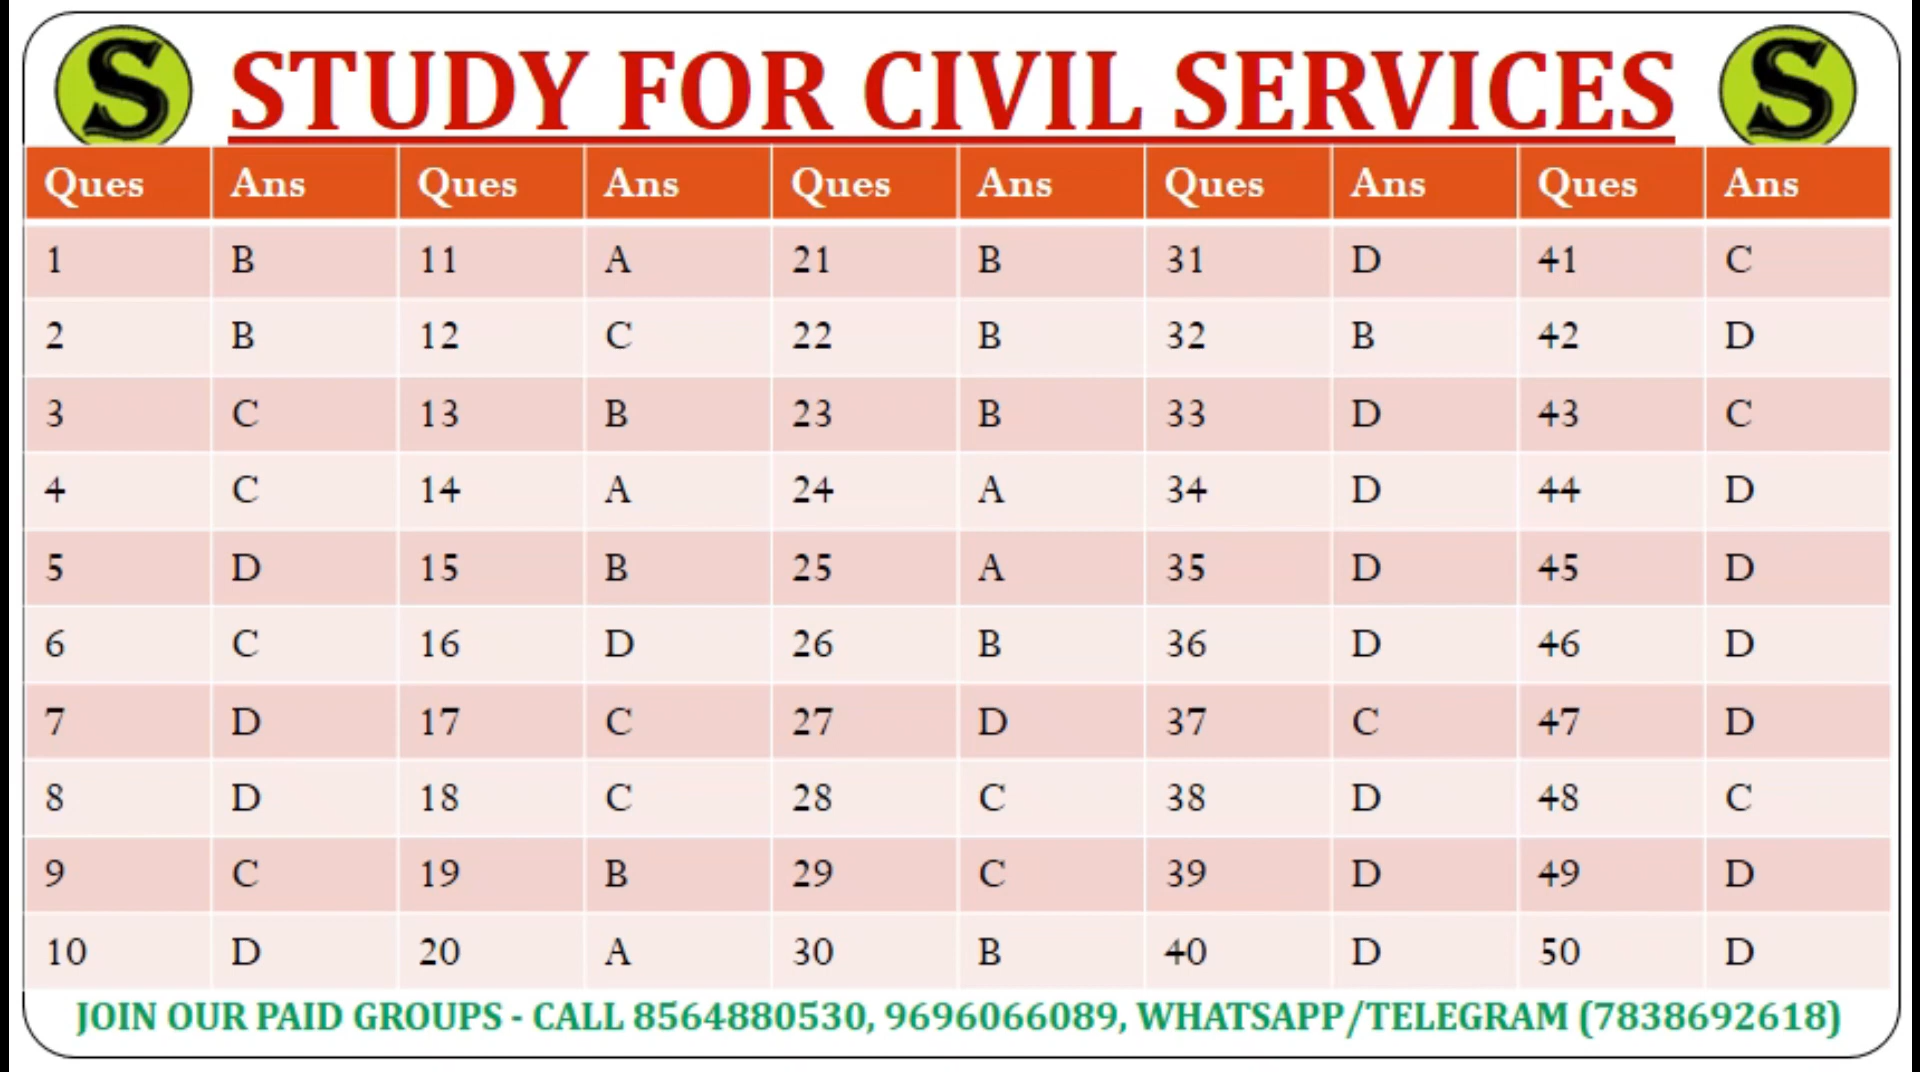 S STUDY FOR CIVIL SERVICES S
Ques Ans Ques Ans Ques Ans Ques Ans Ques Ans
1 B 11 A 21 B 31 D 41 C
2 B 12 C 22 B 32 B 42 D
3 C 13 B 23 B 33 D 43 C
4 C 14 A 24 A 34 D 44 D
5 D 15 B 25 A 35 D 45 D
6 C 16 D 26 B 36 D 46 D
7 D 17 C 27 D 37 C 47 D
8 D 18 C 28 C 38 D 48 C
9 C 19 B 29 C 39 D 49 D
10 D 20 A 30 B 40 D 50 D
JOIN OUR PAID GROUPS - CALL 8564880530, 9696066089, WHATSAPP/TELEGRAM (7838692618)